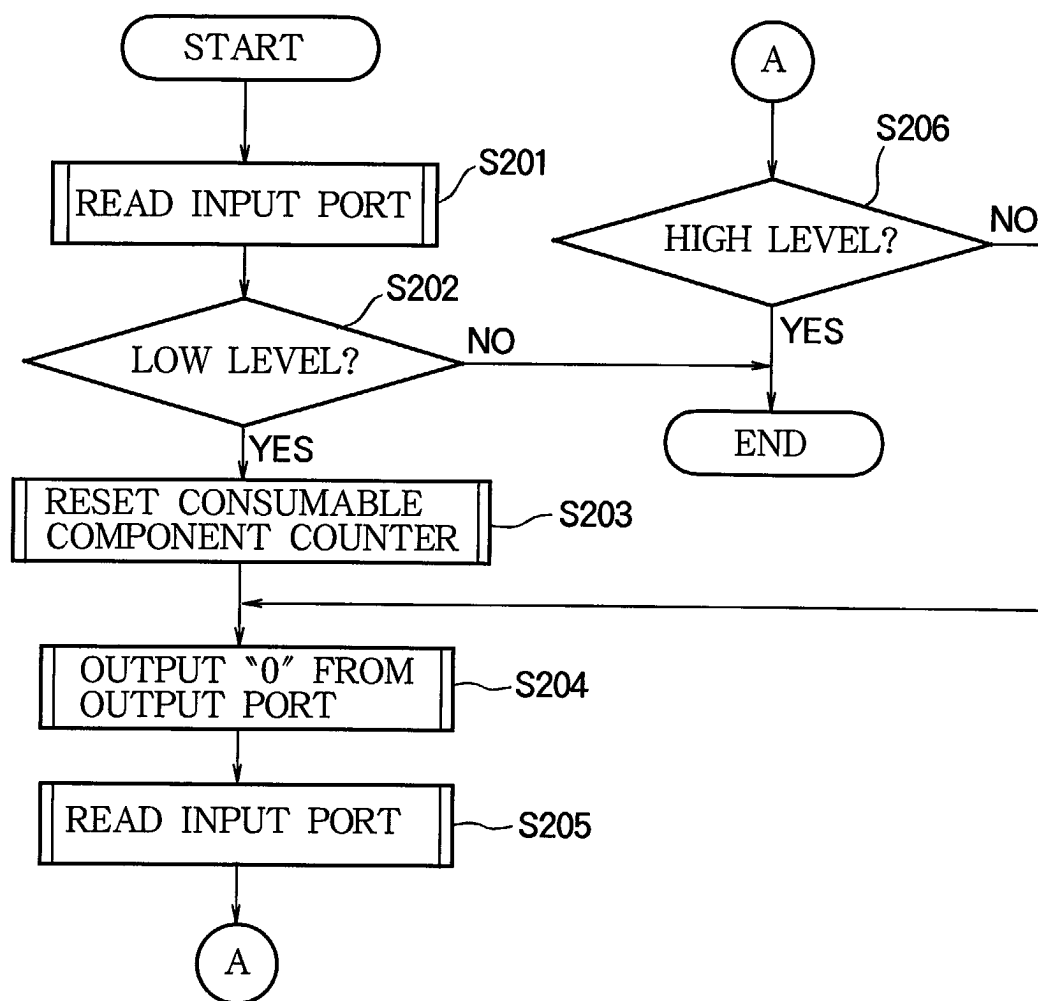 START
READ INPUT PORT
S201
LOW LEVEL?
S202
NO
YES
RESET CONSUMABLE
COMPONENT COUNTER
S203
OUTPUT "0" FROM
OUTPUT PORT
S204
READ INPUT PORT
S205
A
A
S206
HIGH LEVEL?
NO
YES
END